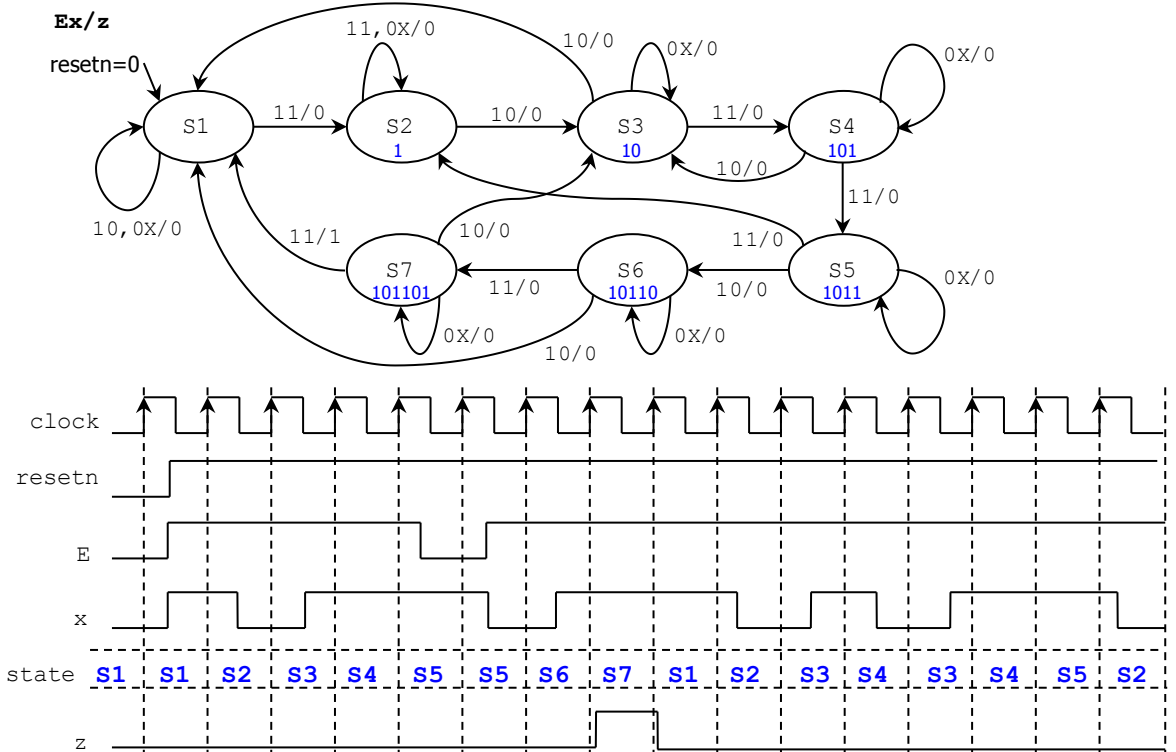 Ex/z
resetn=0
11,0X/0
10/0
0X/0
0X/0
S1
11/0
S2
1
10/0
S3
10
11/0
S4
101
10/0
10,0X/0
11/0
11/1
10/0
11/0
S7
101101
11/0
S6
10110
10/0
S5
1011
0X/0
0X/0
0X/0
10/0
clock
resetn
E
x
state S1 S1 S2 S3 S4 S5 S5 S6 S7 S1 S2 S3 S4 S3 S4 S5 S2
z